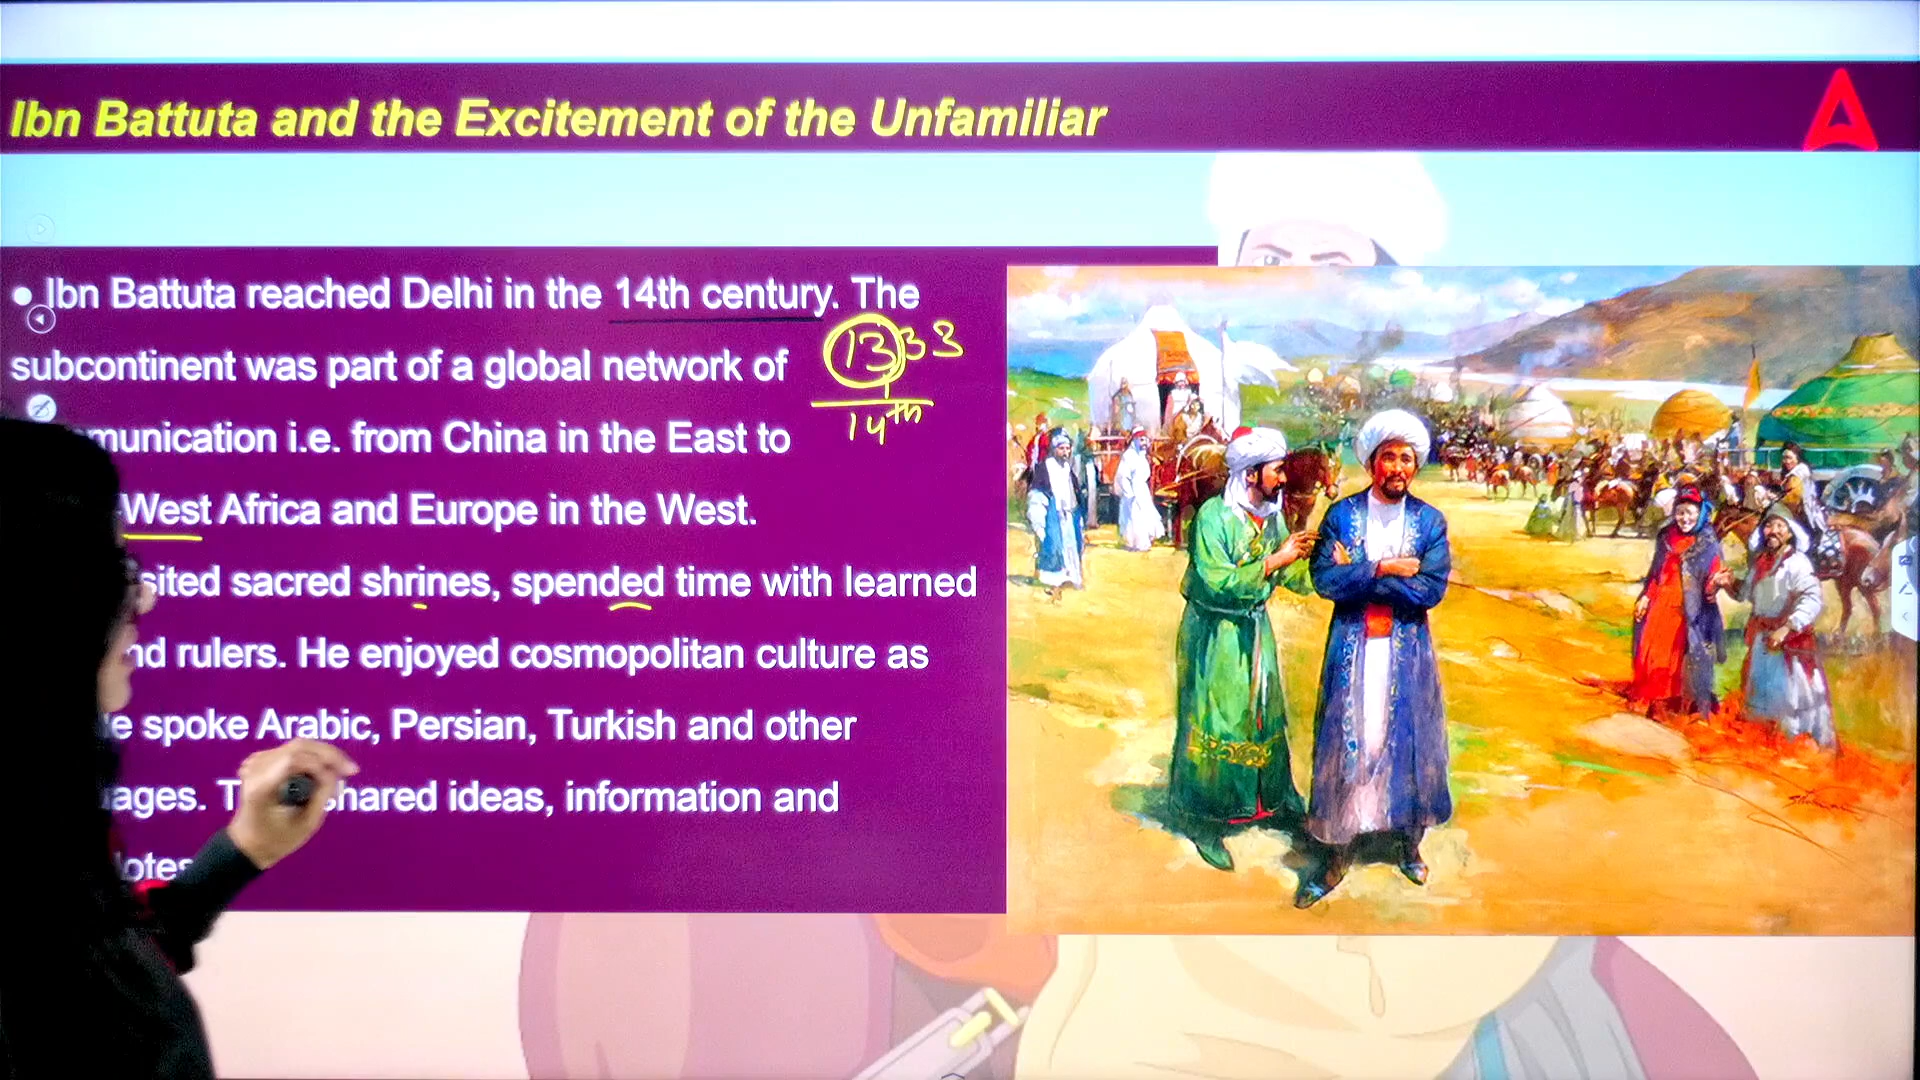 Ibn Battuta and the Excitement of the Unfamiliar
Ibn Battuta reached Delhi in the 14th century. The
1333
subcontinent was part of a global network of
14th
munication i.e. from China in the East to
-West Africa and Europe in the West.
sited sacred shrines, spended time with learned
nd rulers. He enjoyed cosmopolitan culture as
e spoke Arabic, Persian, Turkish and other
ages. T shared ideas, information and
otes